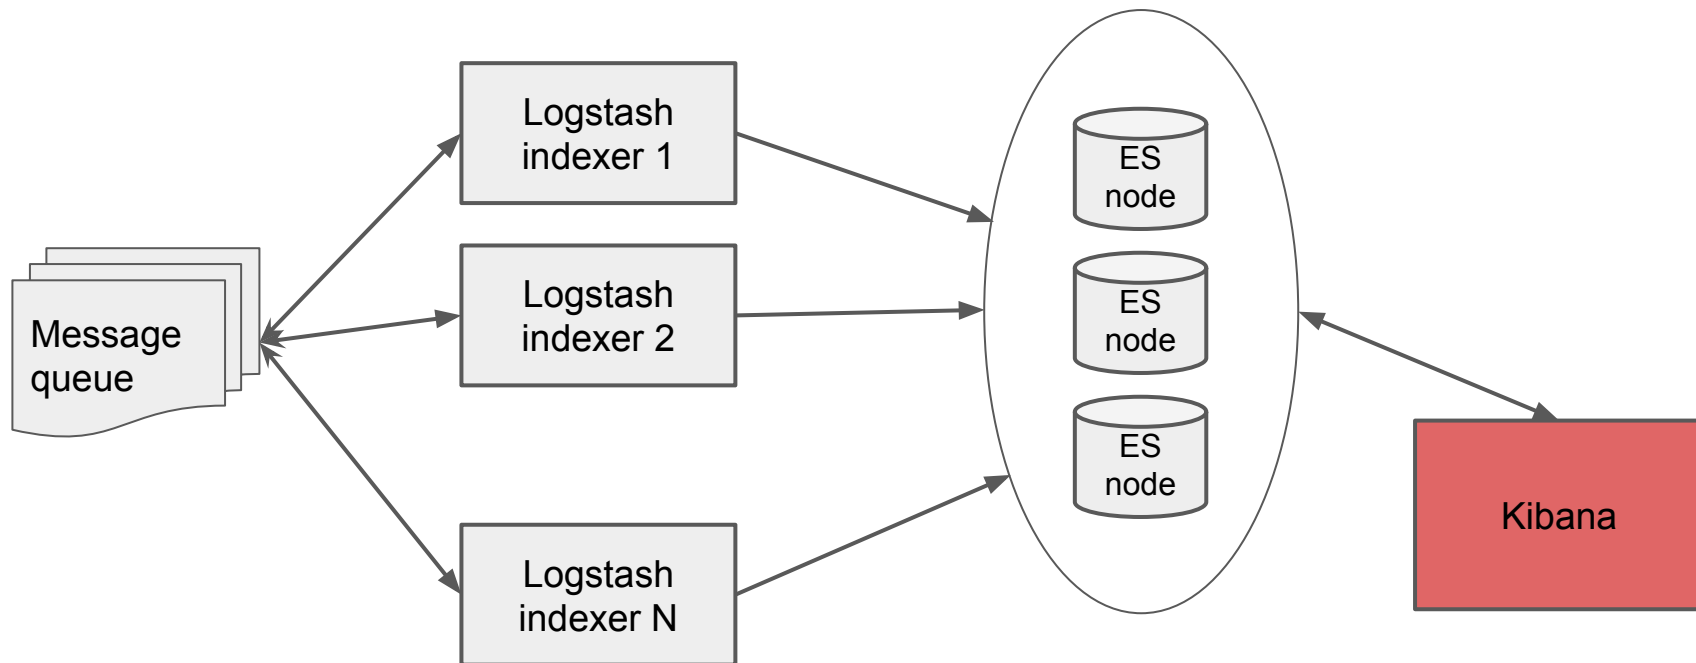 Message
queue
Logstash
indexer 1
Logstash
indexer 2
Logstash
indexer N
ES
node
ES
node
ES
node
Kibana